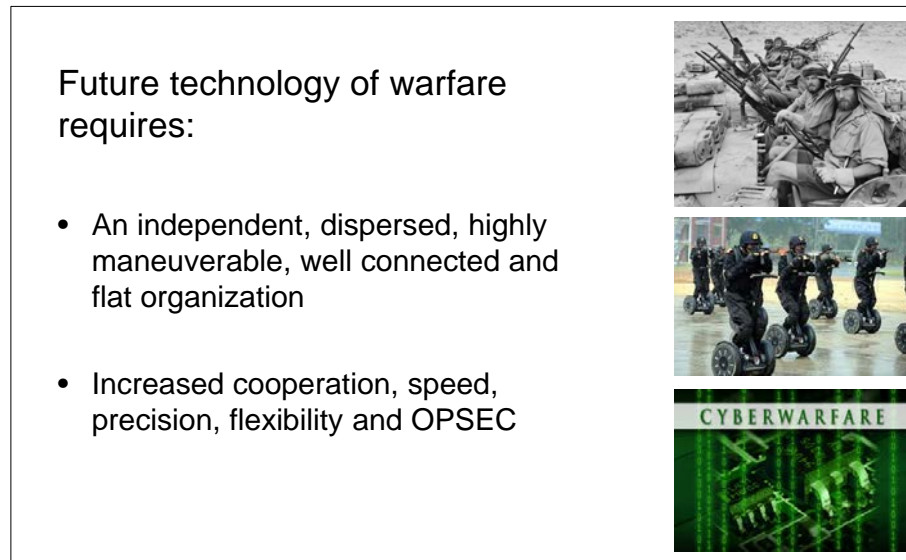 Future technology of warfare
requires:
• An independent, dispersed, highly
maneuverable, well connected and
flat organization
• Increased cooperation, speed,
precision, flexibility and OPSEC
CYBERWARFARE